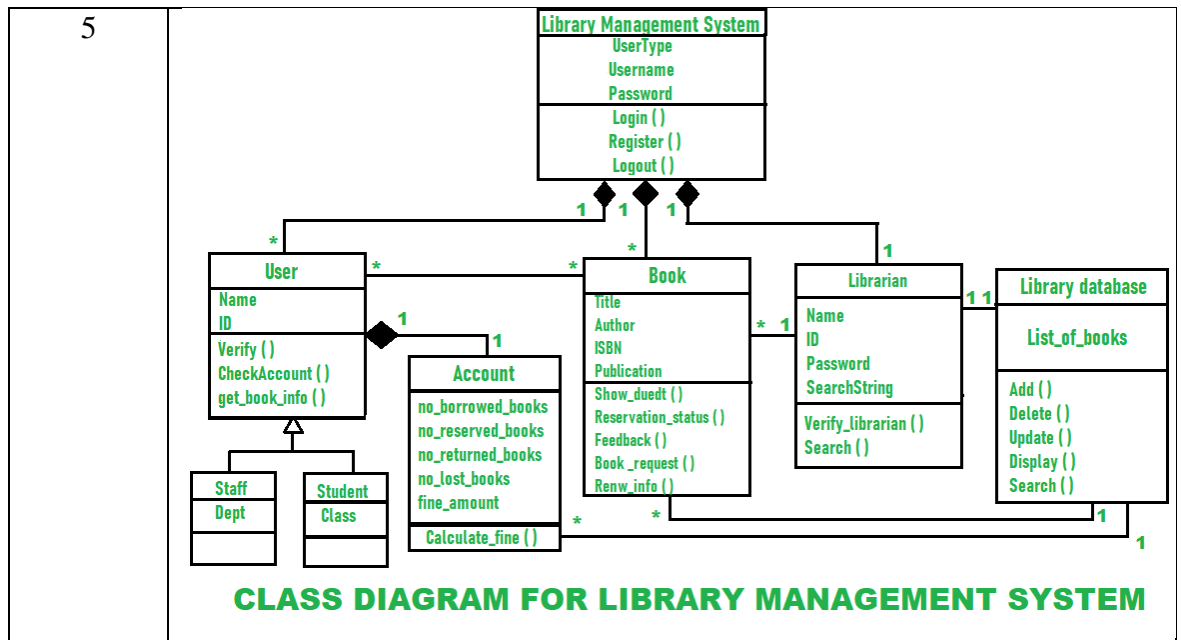 5
Library Management System
UserType
Username
Password
Login ( )
Register ( )
Logout ( )
1
1
1
*
*
1
User
Name
ID
Verify ( )
CheckAccount ( )
get_book_info ( )
*
*
1
1
Account
no_borrowed_books
no_reserved_books
no_returned_books
no_lost_books
fine_amount
Calculate_fine ( )
Staff
Dept
Student
Class
Book
Title
Author
ISBN
Publication
Show_duedt ( )
Reservation_status ( )
Feedback ( )
Book _request ( )
Renw_info ( )
*
1
Librarian
Name
ID
Password
SearchString
Verify_librarian ( )
Search ( )
1
1
Library database
List_of_books
Add ( )
Delete ( )
Update ( )
Display ( )
Search ( )
*
1
*
1
CLASS DIAGRAM FOR LIBRARY MANAGEMENT SYSTEM